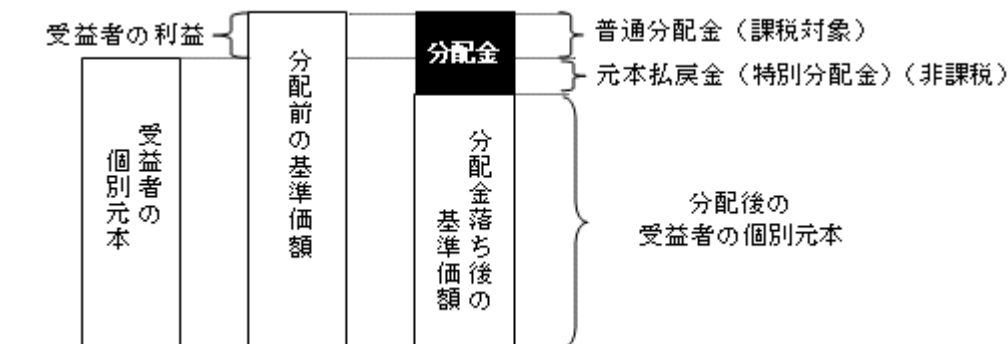 受益者の利益
普通分配金（課税対象）
分配金
元本払戻金（特別分配金）（非課税）
受益者の
個別元本
分配前の基準価額
分配金落ち後の
基準価額
分配後の
受益者の個別元本